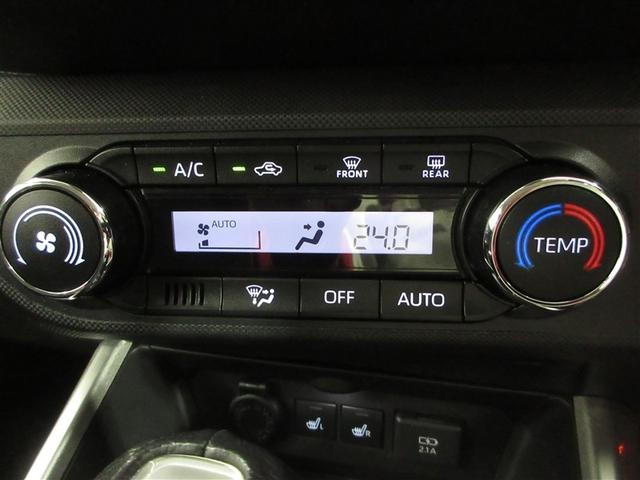 A/C
FRONT
REAR
AUTO
24.0
TEMP
OFF
AUTO
L
R
2.1A